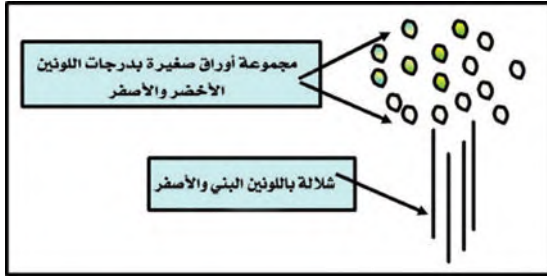 مجموعة أوراق صغيرة بدرجات اللونين
الأخضر والأصفر
شلالة باللونين البني والأصفر